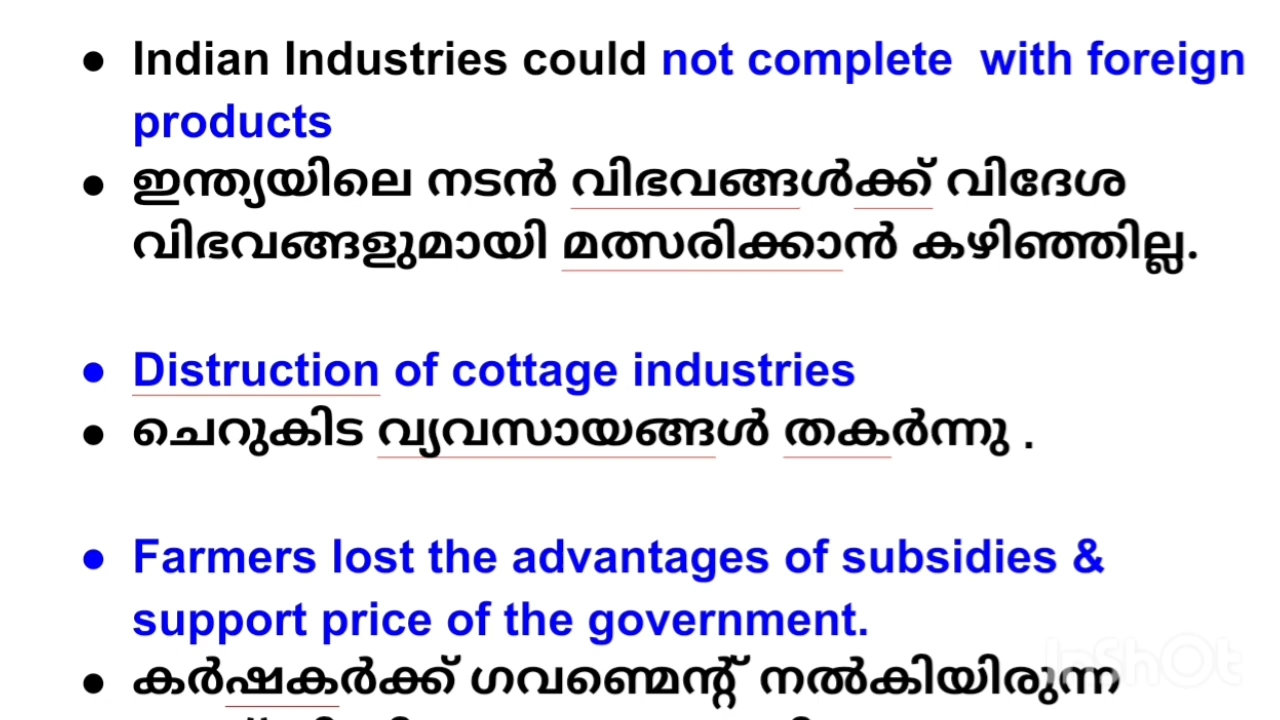 ● Indian Industries could not complete with foreign
products
● ഇന്ത്യയിലെ നടൻ വിഭവങ്ങൾക്ക് വിദേശ
വിഭവങ്ങളുമായി മത്സരിക്കാൻ കഴിഞ്ഞില്ല.
● Distruction of cottage industries
● ചെറുകിട വ്യവസായങ്ങൾ തകർന്നു .
● Farmers lost the advantages of subsidies &
support price of the government.
● കർഷകർക്ക് ഗവണ്മെന്റ് നൽകിയിരുന്ന
InShOt